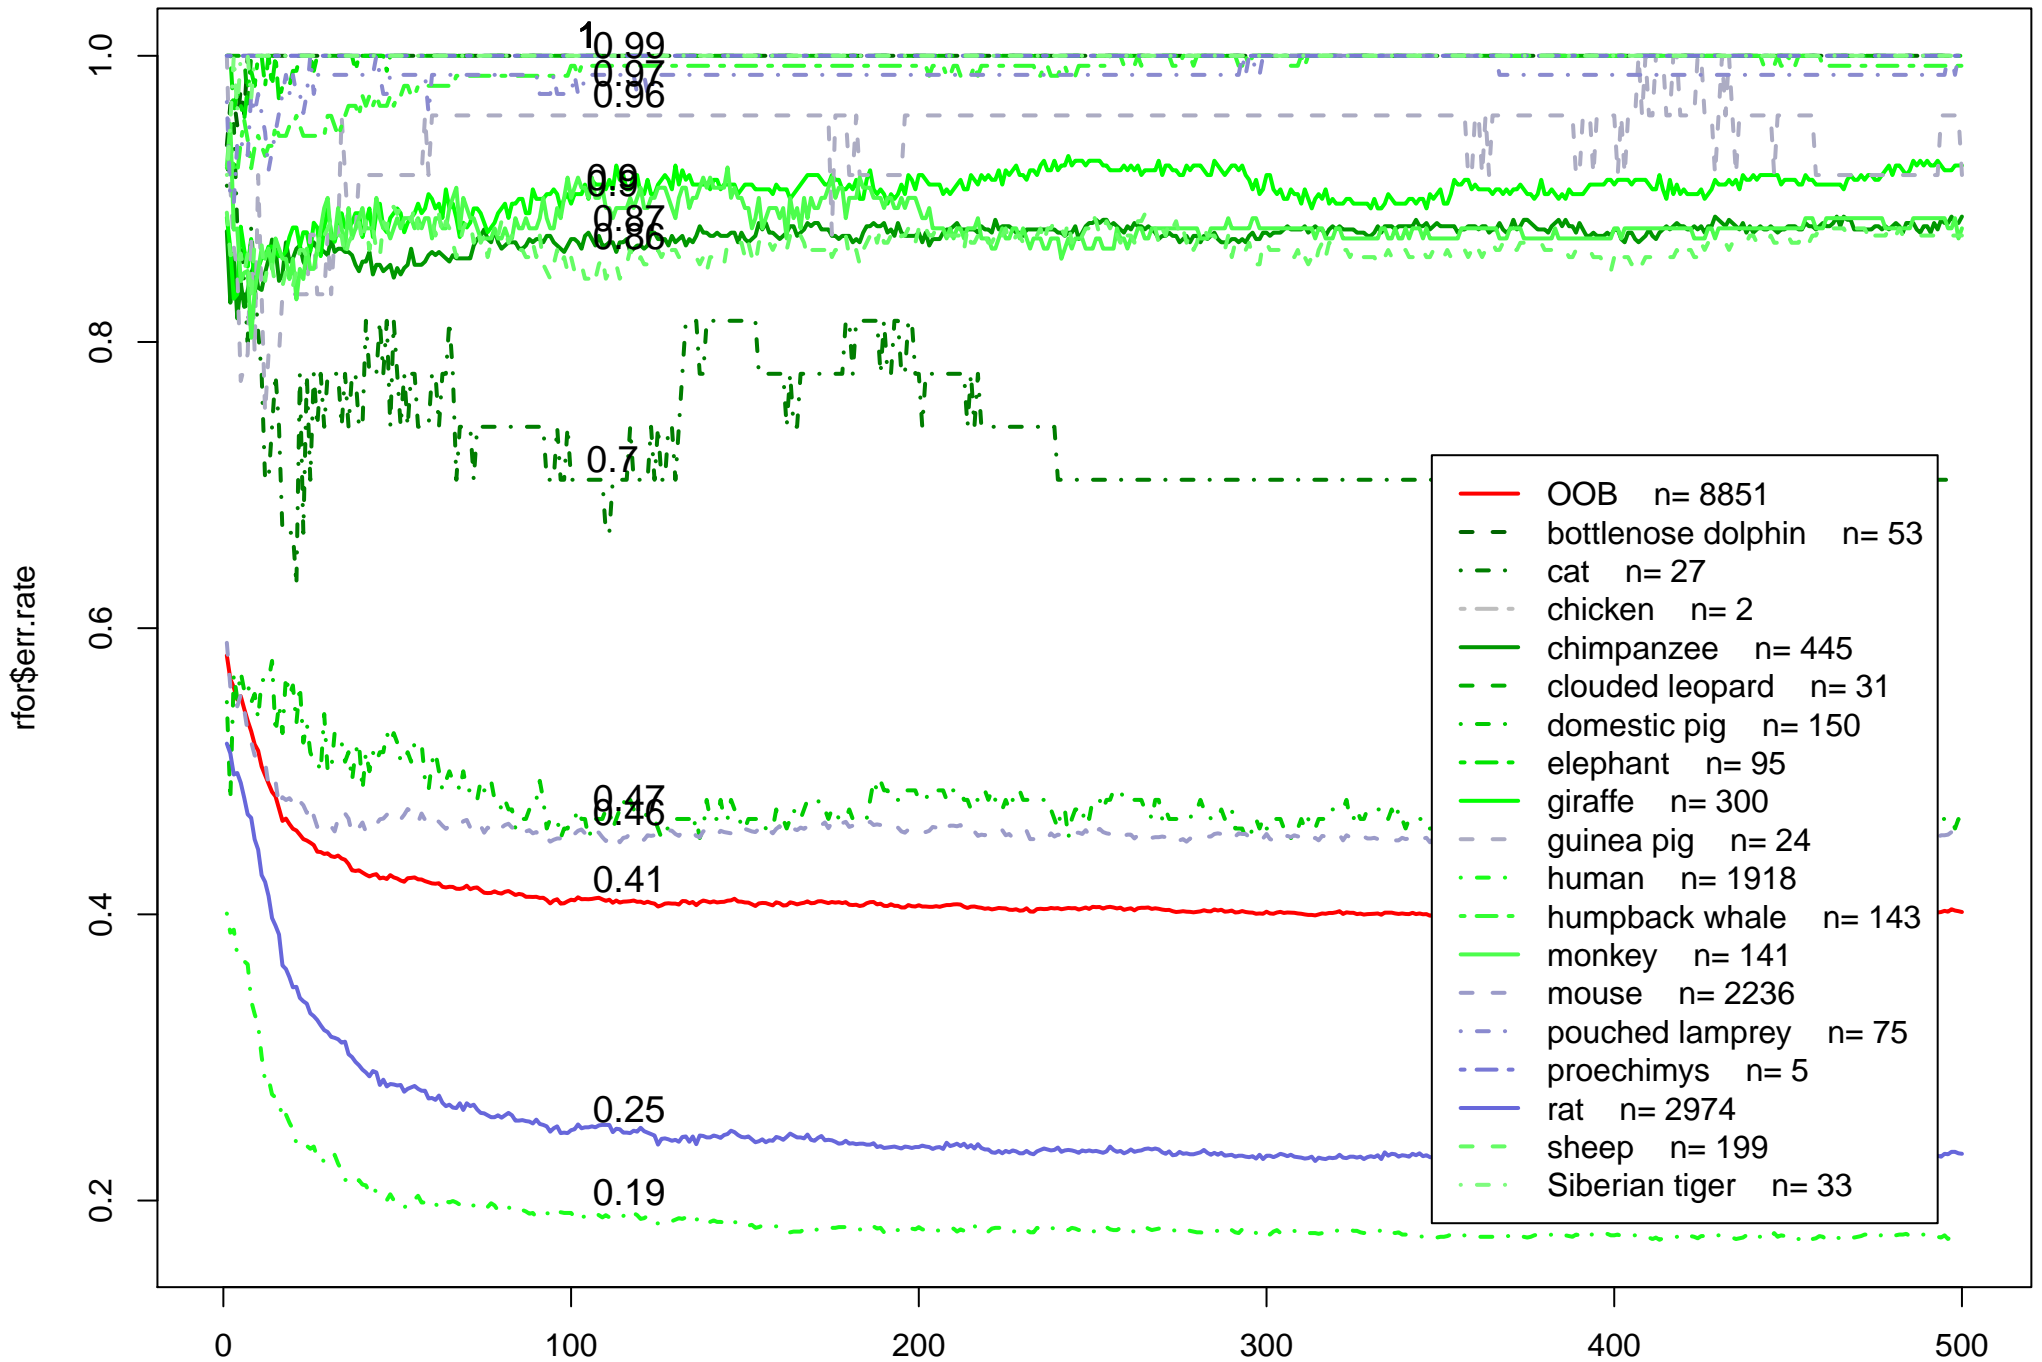 1
0.99
0.97
0.96
0.9
0.9
0.87
0.86
0.7
0.47
0.46
0.41
0.25
0.19
rfor$err.rate
1.0
0.8
0.6
0.4
0.2
0
100
200
300
400
500
OOB n= 8851
bottlenose dolphin n= 53
cat n= 27
chicken n= 2
chimpanzee n= 445
clouded leopard n= 31
domestic pig n= 150
elephant n= 95
giraffe n= 300
guinea pig n= 24
human n= 1918
humpback whale n= 143
monkey n= 141
mouse n= 2236
pouched lamprey n= 75
proechimys n= 5
rat n= 2974
sheep n= 199
Siberian tiger n= 33